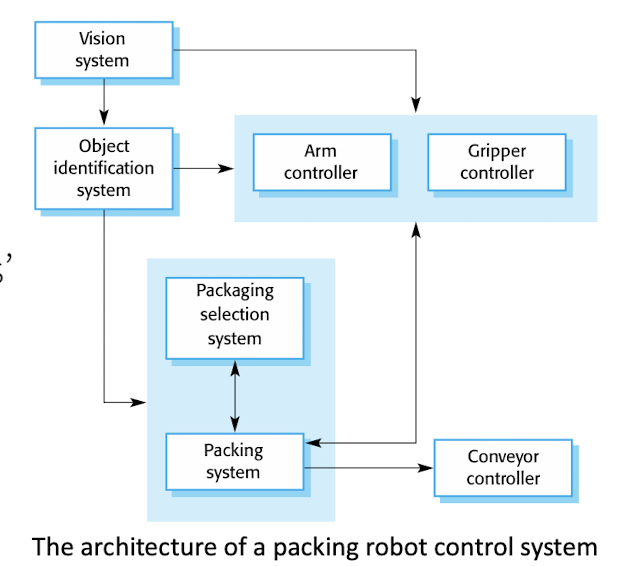 Vision
system
Object
identification
system
Arm
controller
Gripper
controller
’
Packaging
selection
system
Packing
system
Conveyor
controller
The architecture of a packing robot control system